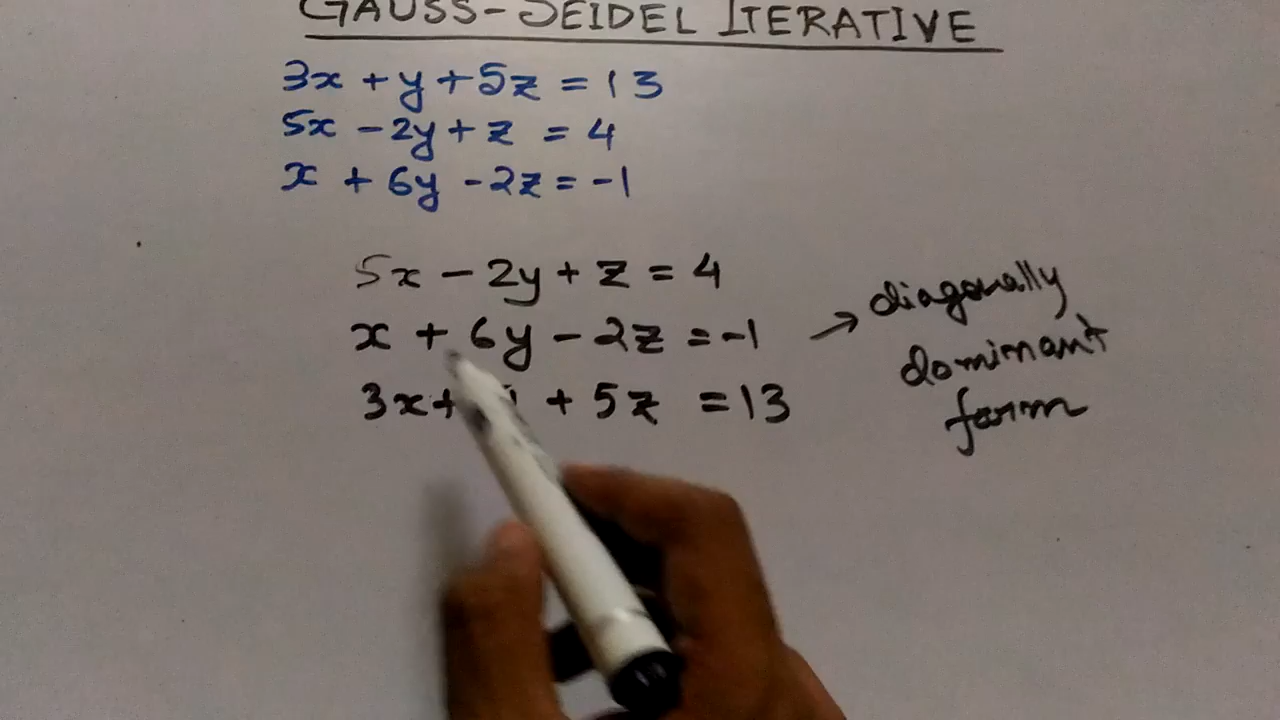 GAUSS-SEIDEL ITERATIVE
3x + y + 5z = 13
5x - 2y + z = 4
x + 6y - 2z = -1
5x - 2y + z = 4
x + 6y - 2z = -1
3x+ + 5z = 13
→ diagonally
dominant
form